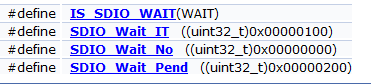 #define IS_SDIO_WAIT(WAIT)
#define SDIO_Wait_IT ((uint32_t)0x00000100)
#define SDIO_Wait_No ((uint32_t)0x00000000)
#define SDIO_Wait_Pend ((uint32_t)0x00000200)